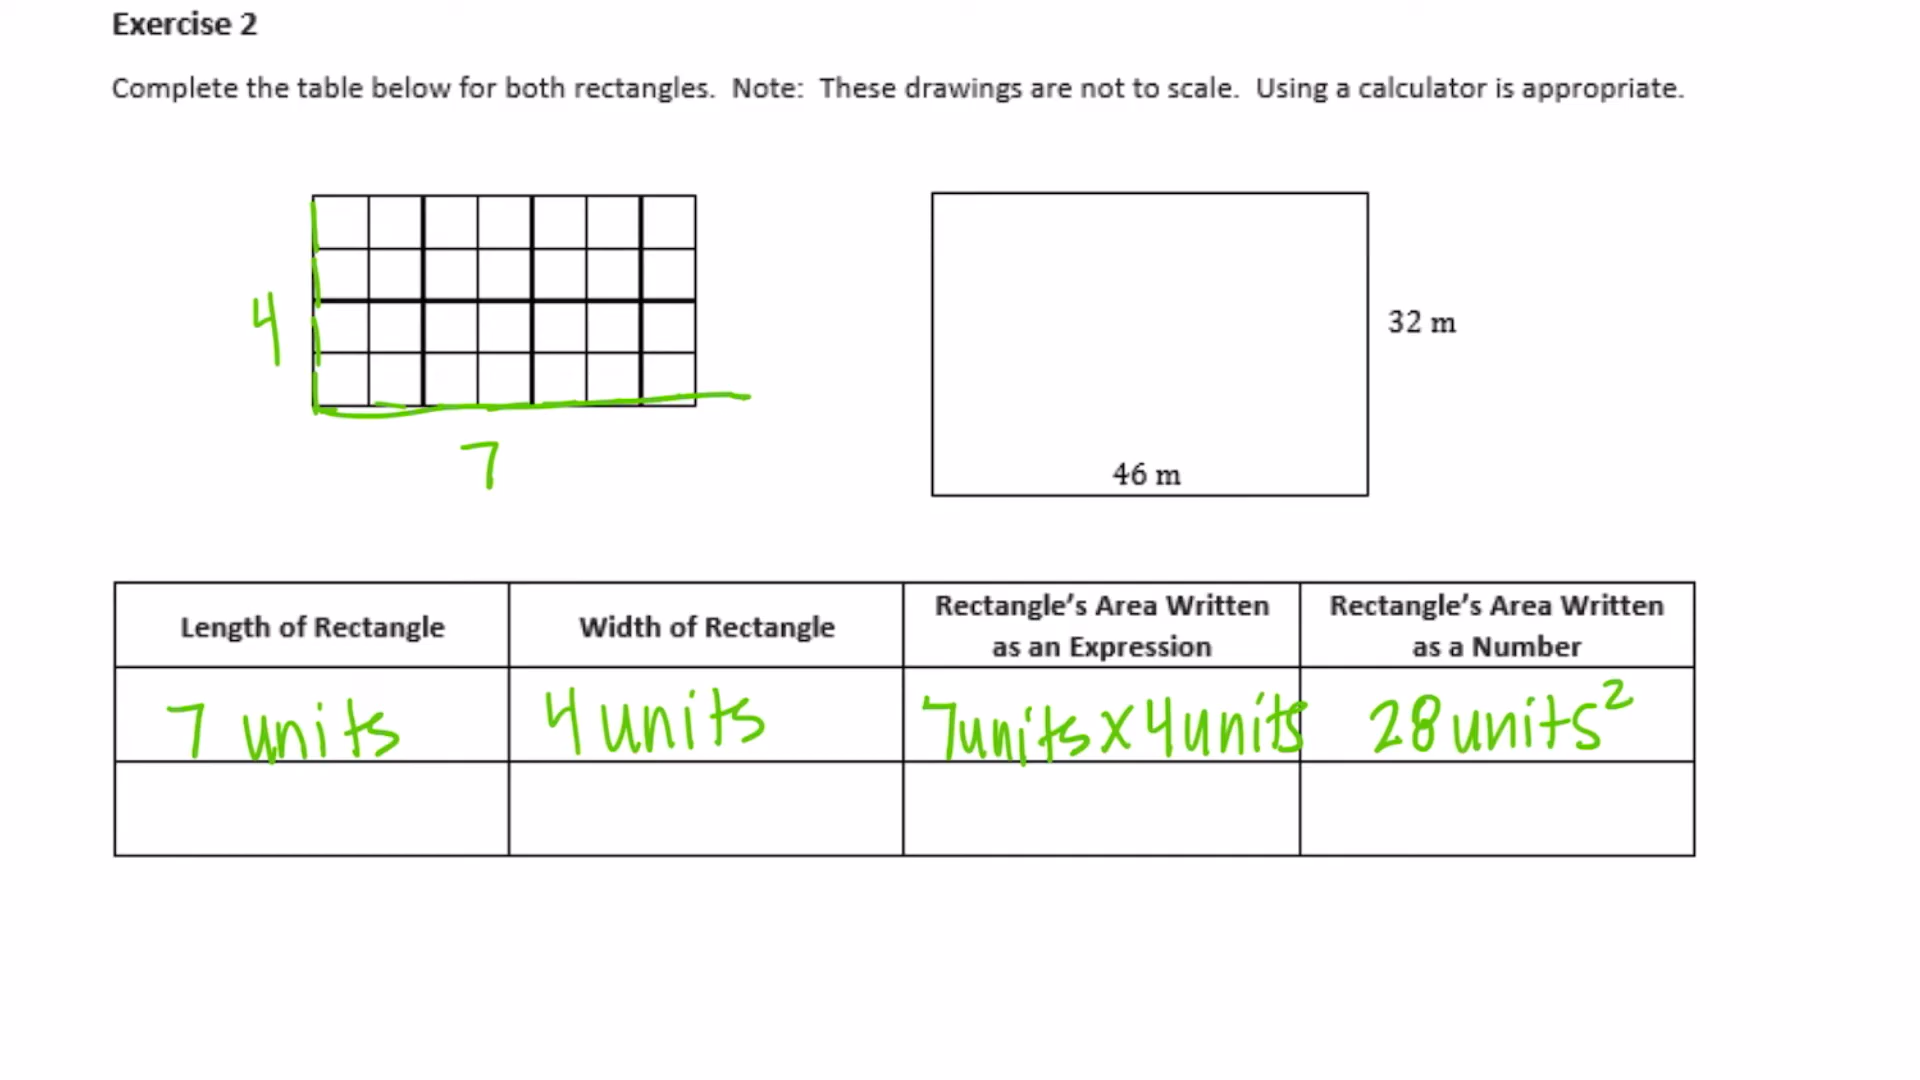 Exercise 2
Complete the table below for both rectangles. Note: These drawings are not to scale. Using a calculator is appropriate.
4
7
32 m
46 m
Length of Rectangle
Width of Rectangle
Rectangle's Area Written
as an Expression
Rectangle's Area Written
as a Number
7 units
4 units
7units x 4units
28 units²